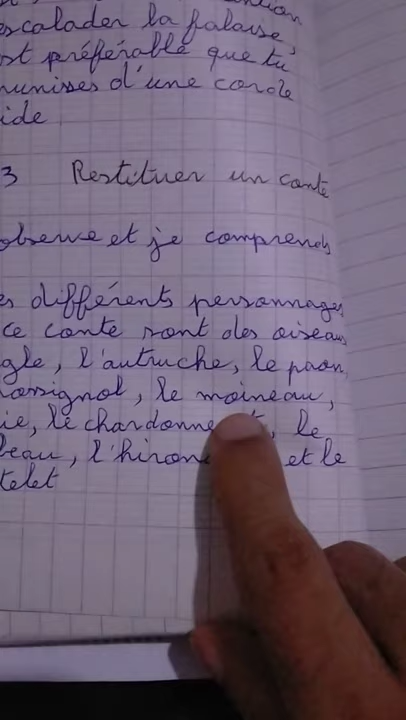 escalader la falaise,
est préférable que tu
munisses d'une corde
ide
3 Restituer un conte
observe et je comprends
es différents personnages
ce conte sont des oiseaux
gle, l'autruche, le paon,
rossignol, le moineau,
ie, le chardonne le
beau, l'hiron et le
telet